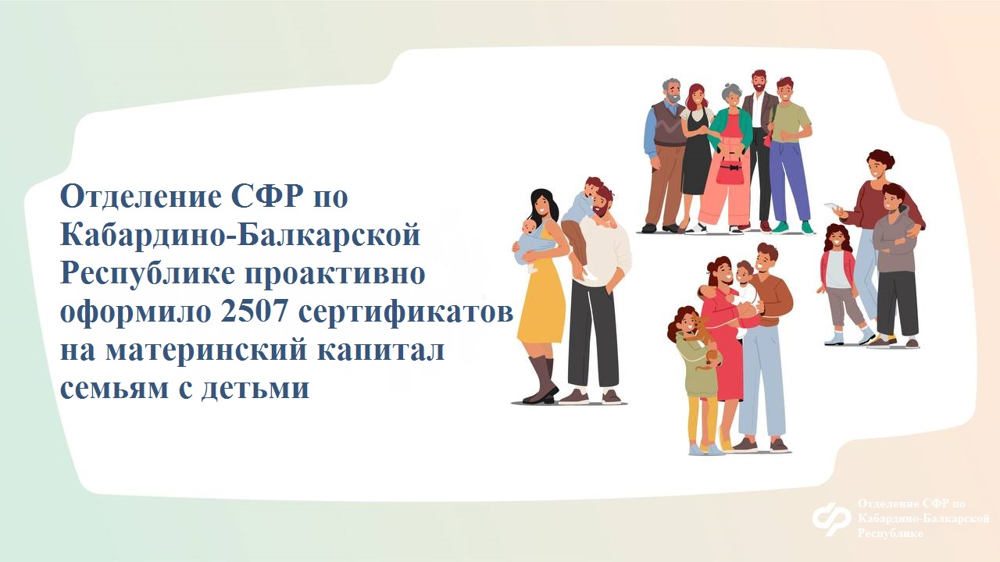 Отделение СФР по
Кабардино-Балкарской
Республике проактивно
оформило 2507 сертификатов
на материнский капитал
семьям с детьми
Отделение СФР по
Кабардино-Балкарской
Республике